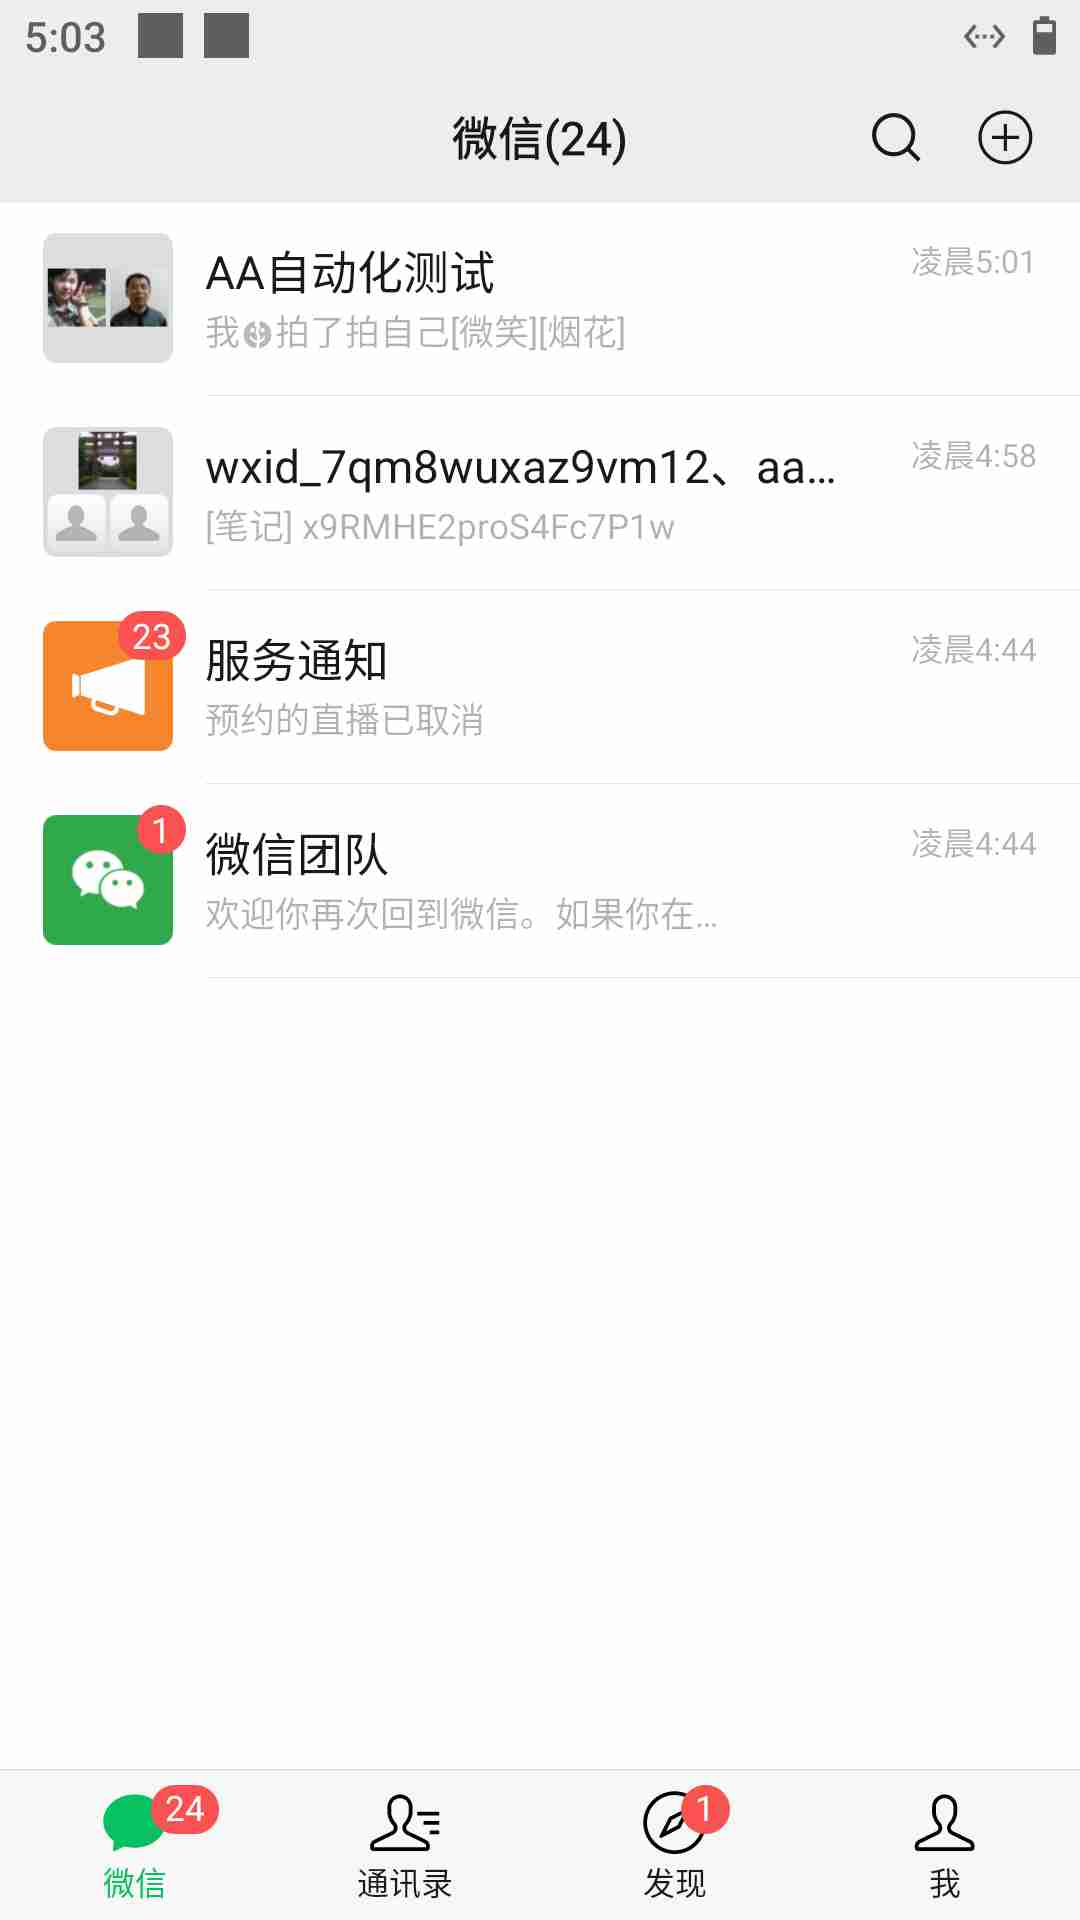 5:03
微信(24)
AA自动化测试
凌晨5:01
我拍了拍自己[微笑][烟花]
wxid_7qm8wuxaz9vm12、aa...
凌晨4:58
[笔记] x9RMHE2proS4Fc7P1w
23
服务通知
凌晨4:44
预约的直播已取消
1
微信团队
凌晨4:44
欢迎你再次回到微信。如果你在...
24
1
微信
通讯录
发现
我